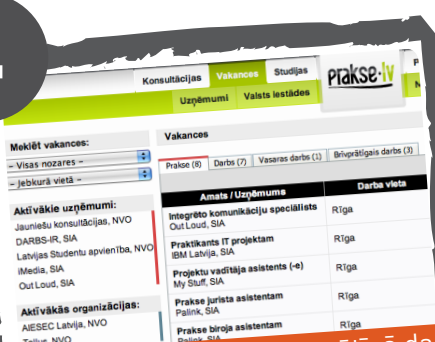 Konsultācijas Vakances Studijas prakse·lv
Uzņēmumi Valsts iestādes
Meklēt vakances:
- Visas nozares -
- Jebkurā vietā -
Aktīvākie uzņēmumi:
Jauniešu konsultācijas, NVO
DARBS-IR, SIA
Latvijas Studentu apvienība, NVO
iMedia, SIA
Out Loud, SIA
Aktīvākās organizācijas:
AIESEC Latvija, NVO
Vakances
Prakse (8) Darbs (7) Vasaras darbs (1) Brīvprātīgais darbs (3)
Amats / Uzņēmums Darba vieta
Integrēto komunikāciju speciālists Rīga
Out Loud, SIA
Praktikants IT projektam Rīga
IBM Latvija, SIA
Projektu vadītāja asistents (-e) Rīga
My Stuff, SIA
Prakse jurista asistentam Rīga
Palink, SIA
Prakse biroja asistentam Rīga
Palink, SIA